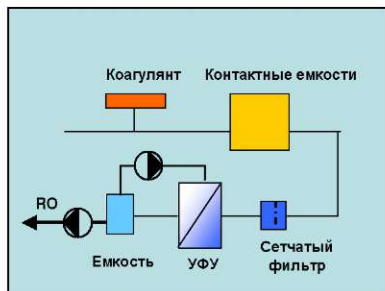 Коагулянт
Контактные емкости
RO
Емкость
УФУ
Сетчатый
фильтр